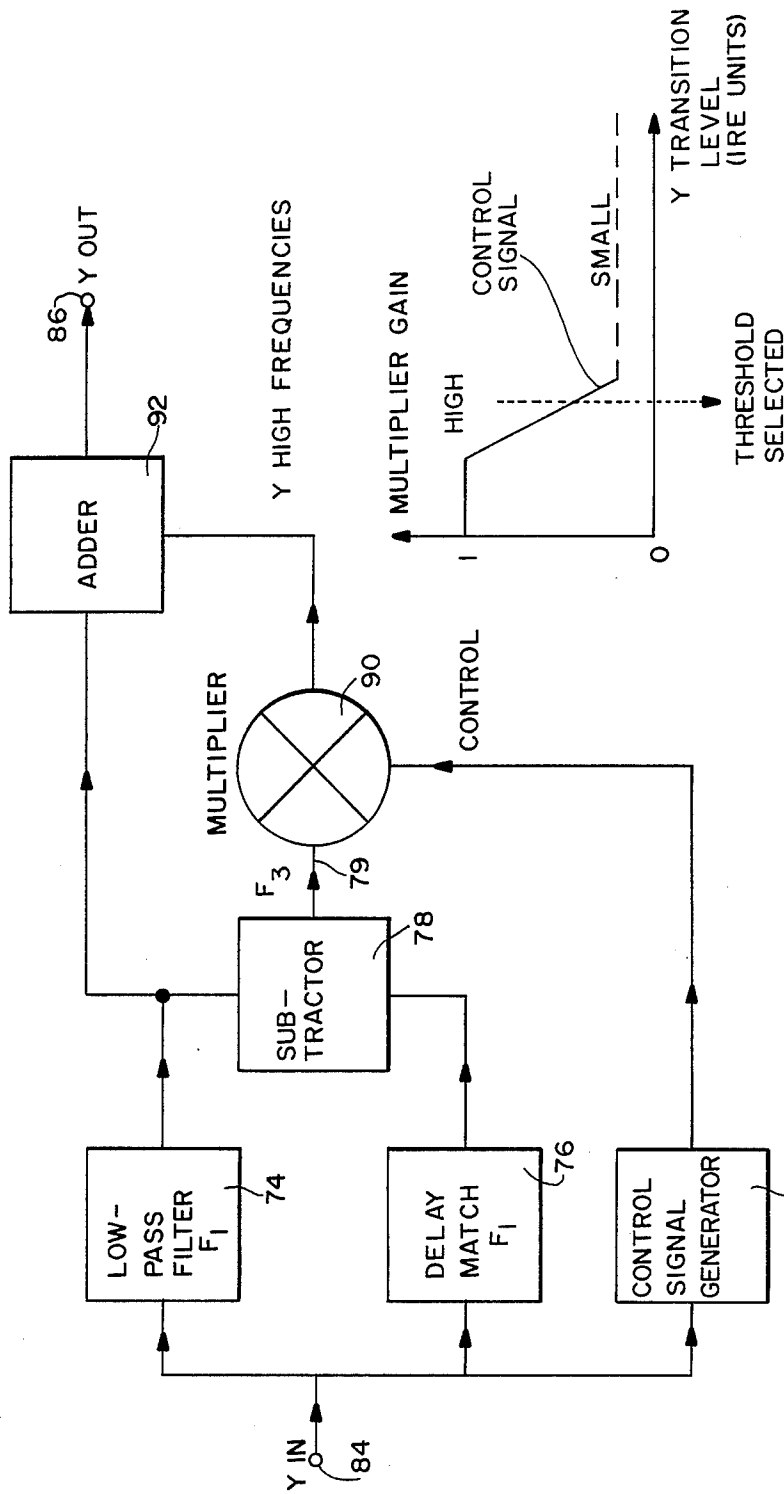 Y IN
84
LOW-
PASS
FILTER
F1
74
DELAY
MATCH
F1
76
CONTROL
SIGNAL
GENERATOR
SUB-
TRACTOR
78
F3
79
MULTIPLIER
90
CONTROL
ADDER
92
86
Y OUT
Y HIGH FREQUENCIES
MULTIPLIER GAIN
1
0
HIGH
CONTROL
SIGNAL
SMALL
THRESHOLD
SELECTED
Y TRANSITION
LEVEL
(IRE UNITS)